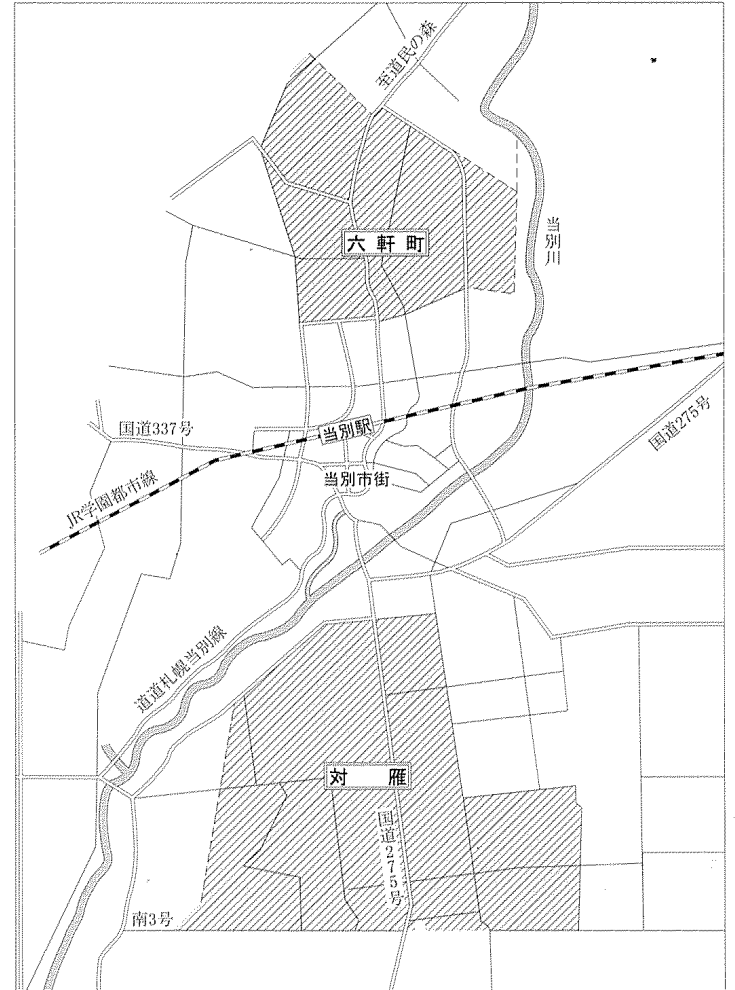 至道民の森
六軒町
当別川
国道337号
当別駅
国道275号
当別市街
JR学園都市線
道道札幌当別線
対雁
国道275号
南3号